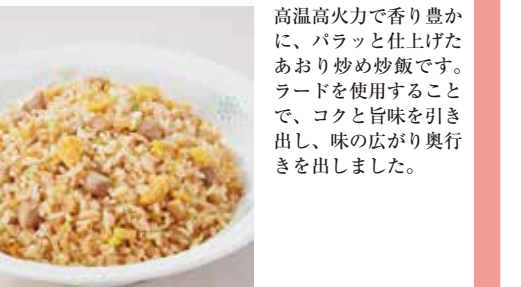 高温高火力で香り豊か
に、パラッと仕上げた
あおり炒め炒飯です。
ラードを使用すること
で、コクと旨味を引き
出し、味の広がり奥行
きを出しました。